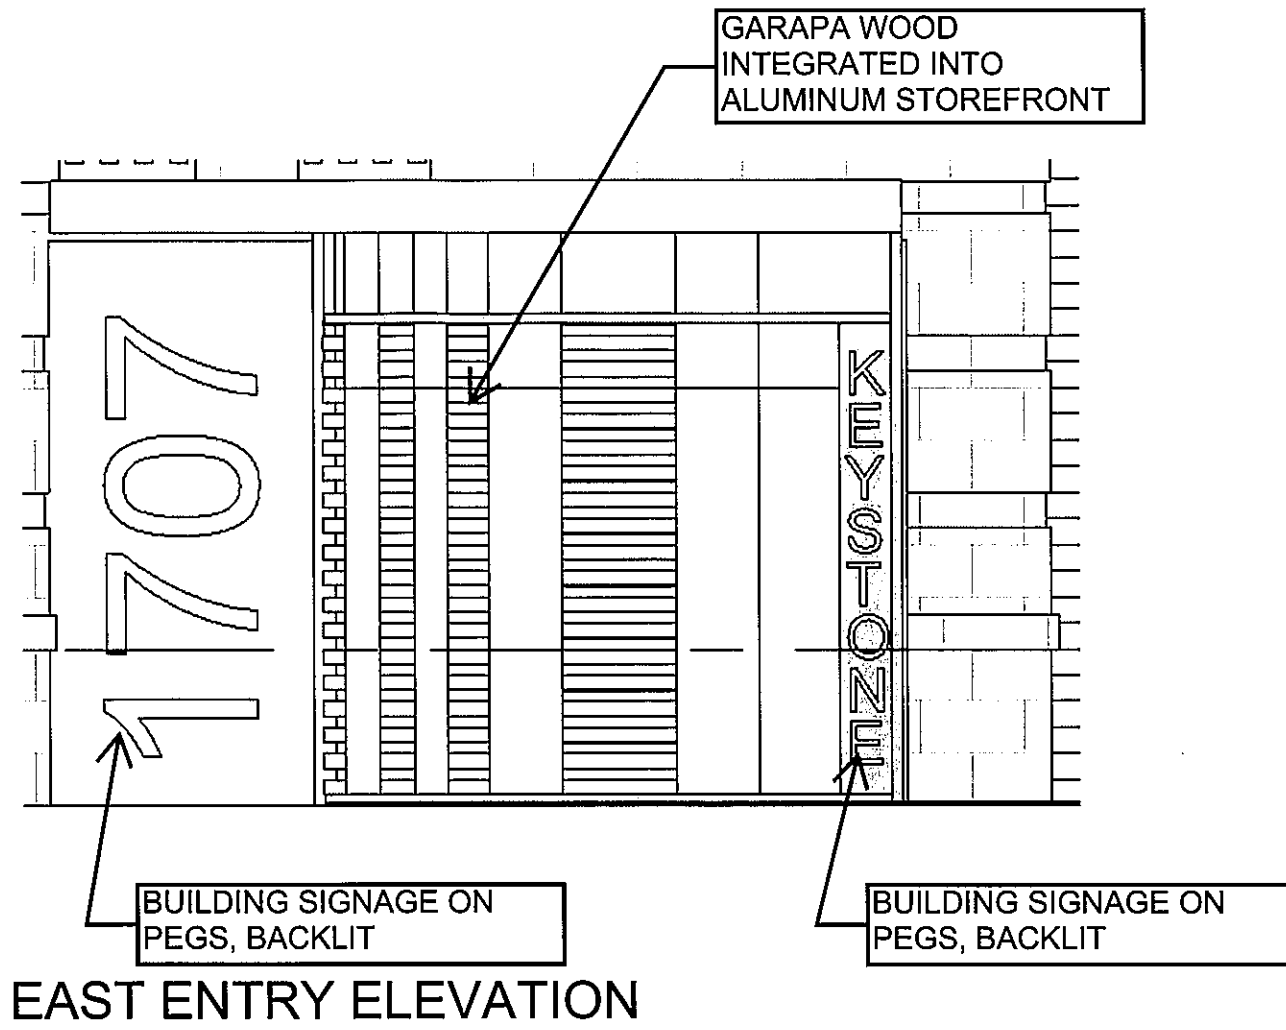 GARAPA WOOD
INTEGRATED INTO
ALUMINUM STOREFRONT
1707
KEYSTONE
BUILDING SIGNAGE ON
PEGS, BACKLIT
BUILDING SIGNAGE ON
PEGS, BACKLIT
EAST ENTRY ELEVATION